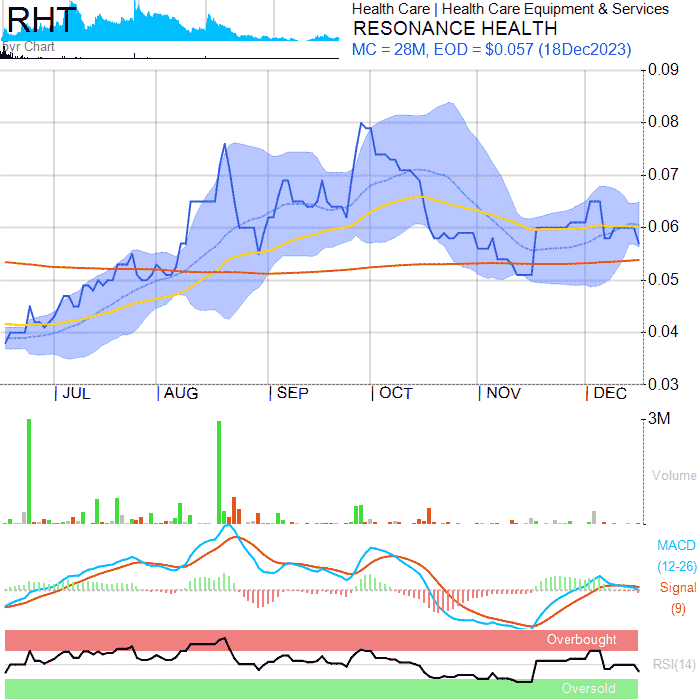 RHT
5yr Chart
Health Care | Health Care Equipment & Services
RESONANCE HEALTH
MC = 28M, EOD = $0.057 (18Dec2023)
0.09
0.08
0.07
0.06
0.05
0.04
0.03
JUL AUG SEP OCT NOV DEC
3M
Volume
MACD
(12-26)
Signal
(9)
Overbought
RSI(14)
Oversold